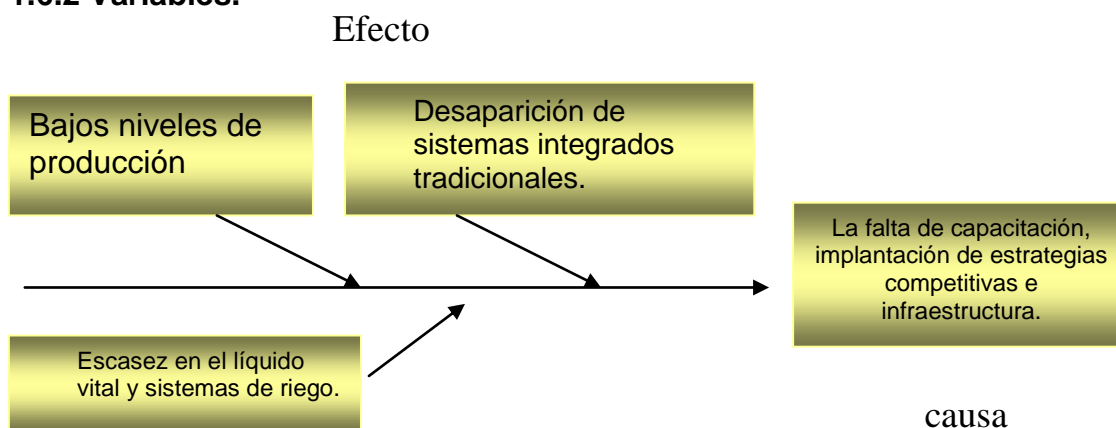 1.6.2 Variables.
Efecto
Bajos niveles de
producción
Desaparición de
sistemas integrados
tradicionales.
La falta de capacitación,
implantación de estrategias
competitivas e
infraestructura.
Escasez en el líquido
vital y sistemas de riego.
causa